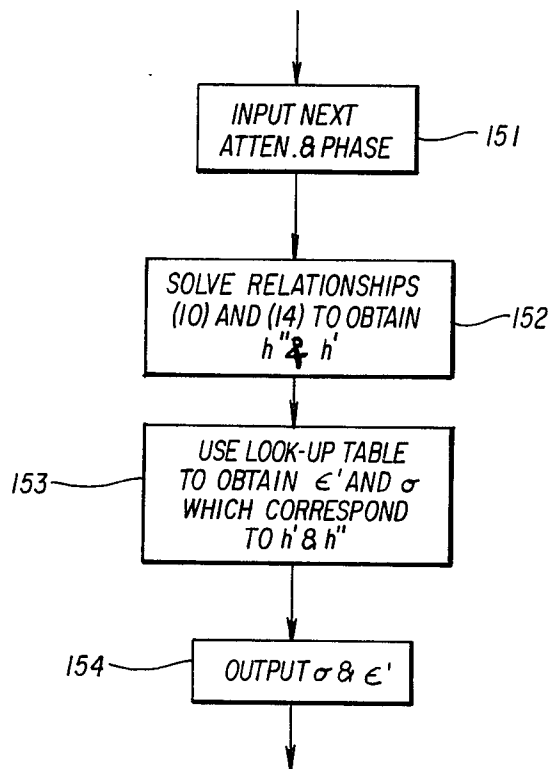 INPUT NEXT
ATTEN. & PHASE
151
SOLVE RELATIONSHIPS
(10) AND (14) TO OBTAIN
h" & h'
152
USE LOOK-UP TABLE
TO OBTAIN ϵ' AND σ
WHICH CORRESPOND
TO h' & h"
153
OUTPUT σ & ϵ'
154